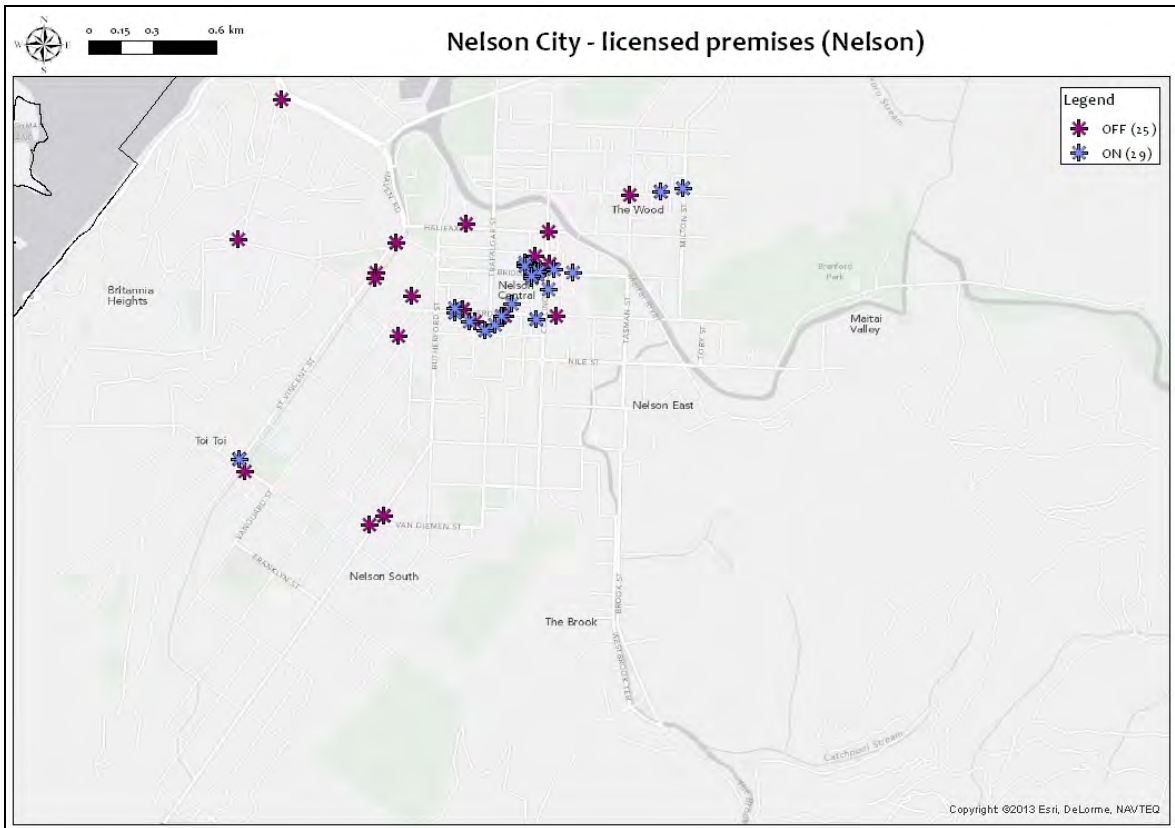 N
W E
S
0 0.15 0.3 0.6 km
Nelson City - licensed premises (Nelson)
Legend
OFF (25)
ON (29)
HAVEN RD
HALIFAX
TRAFALGAR ST
The Wood
MILTON ST
Branford
Park
Britannia
Heights
Nelson
Central
RUTHERFORD ST
TASMAN ST
TORY ST
Maitai
Valley
NILE ST
ST VINCENT ST
Nelson East
Toi Toi
VANGUARD ST
VAN DIEMEN ST
FRANKLYN ST
Nelson South
BROOK ST
The Brook
Catchpool Stream
Copyright: ©2013 Esri, DeLorme, NAVTEQ